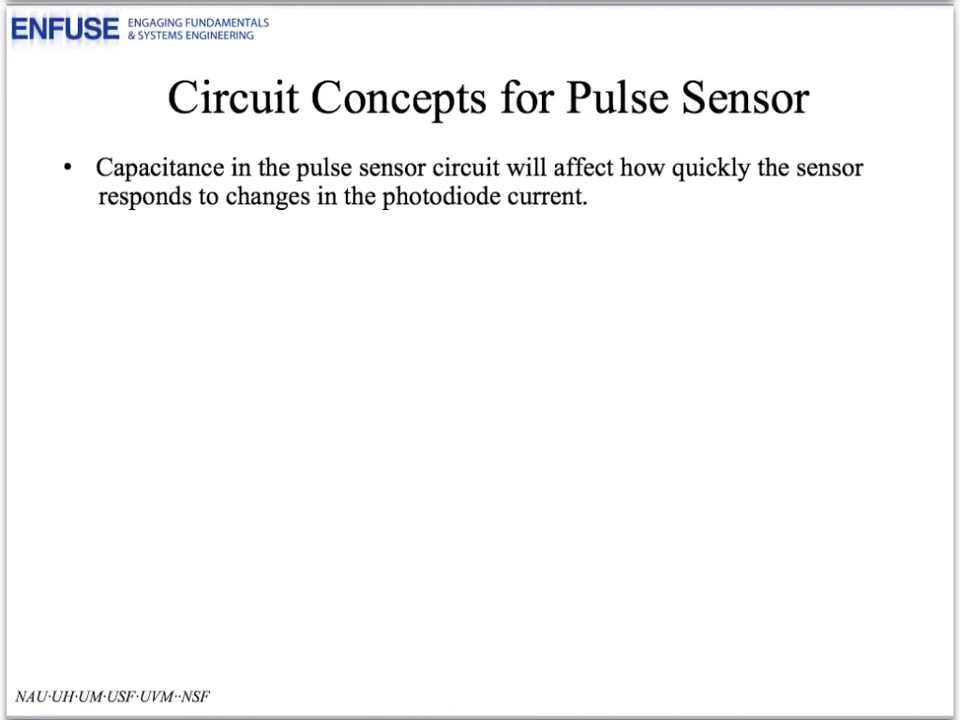 ENFUSE ENGAGING FUNDAMENTALS
& SYSTEMS ENGINEERING
Circuit Concepts for Pulse Sensor
• Capacitance in the pulse sensor circuit will affect how quickly the sensor
responds to changes in the photodiode current.
NAU·UH·UM·USF·UVM··NSF